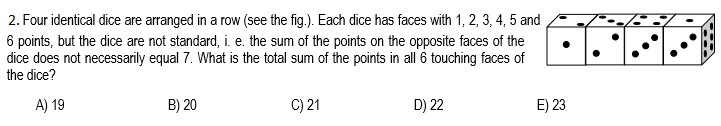 2. Four identical dice are arranged in a row (see the fig.). Each dice has faces with 1, 2, 3, 4, 5 and
6 points, but the dice are not standard, i. e. the sum of the points on the opposite faces of the
dice does not necessarily equal 7. What is the total sum of the points in all 6 touching faces of
the dice?
A) 19 B) 20 C) 21 D) 22 E) 23